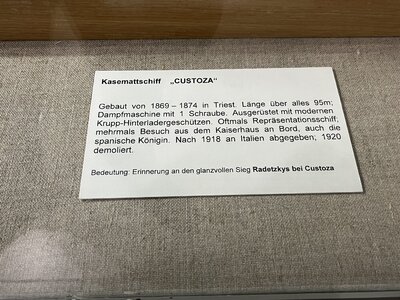 Kasemattschiff „CUSTOZA“
Gebaut von 1869 – 1874 in Triest. Länge über alles 95m;
Dampfmaschine mit 1 Schraube. Ausgerüstet mit modernen
Krupp-Hinterladergeschützen. Oftmals Repräsentationsschiff;
mehrmals Besuch aus dem Kaiserhaus an Bord, auch die
spanische Königin. Nach 1918 an Italien abgegeben; 1920
demoliert.
Bedeutung: Erinnerung an den glanzvollen Sieg Radetzkys bei Custoza